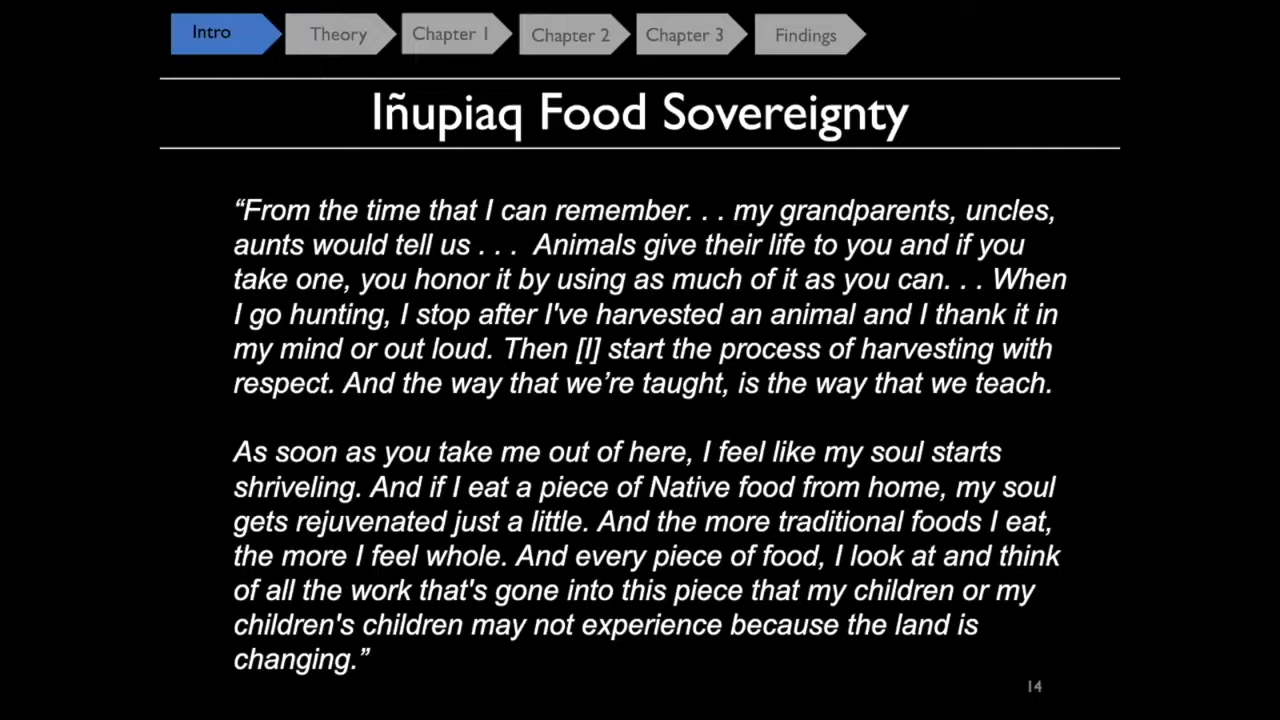 Intro
Theory
Chapter 1
Chapter 2
Chapter 3
Findings
Iñupiaq Food Sovereignty
“From the time that I can remember. . . my grandparents, uncles,
aunts would tell us . . .  Animals give their life to you and if you
take one, you honor it by using as much of it as you can. . . When
I go hunting, I stop after I've harvested an animal and I thank it in
my mind or out loud. Then [I] start the process of harvesting with
respect. And the way that we’re taught, is the way that we teach.
As soon as you take me out of here, I feel like my soul starts
shriveling. And if I eat a piece of Native food from home, my soul
gets rejuvenated just a little. And the more traditional foods I eat,
the more I feel whole. And every piece of food, I look at and think
of all the work that's gone into this piece that my children or my
children's children may not experience because the land is
changing.”
14